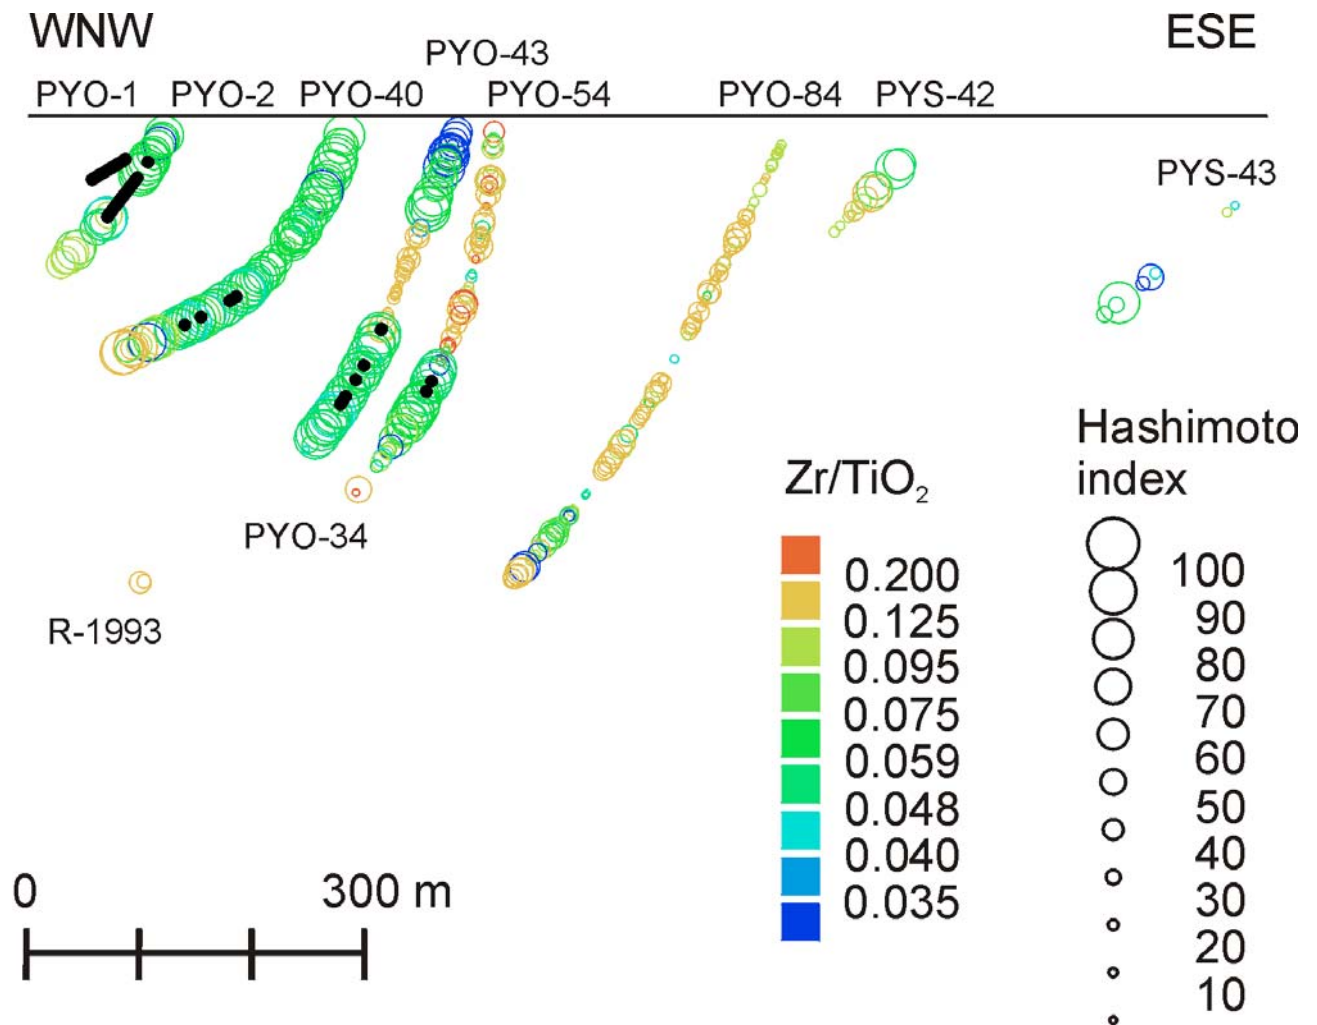 WNW
ESE
PYO-43
PYO-1 PYO-2 PYO-40 PYO-54 PYO-84 PYS-42
PYS-43
Hashimoto
index
Zr/TiO₂
PYO-34
R-1993
0.200
0.125
0.095
0.075
0.059
0.048
0.040
0.035
100
90
80
70
60
50
40
30
20
10
0 300 m